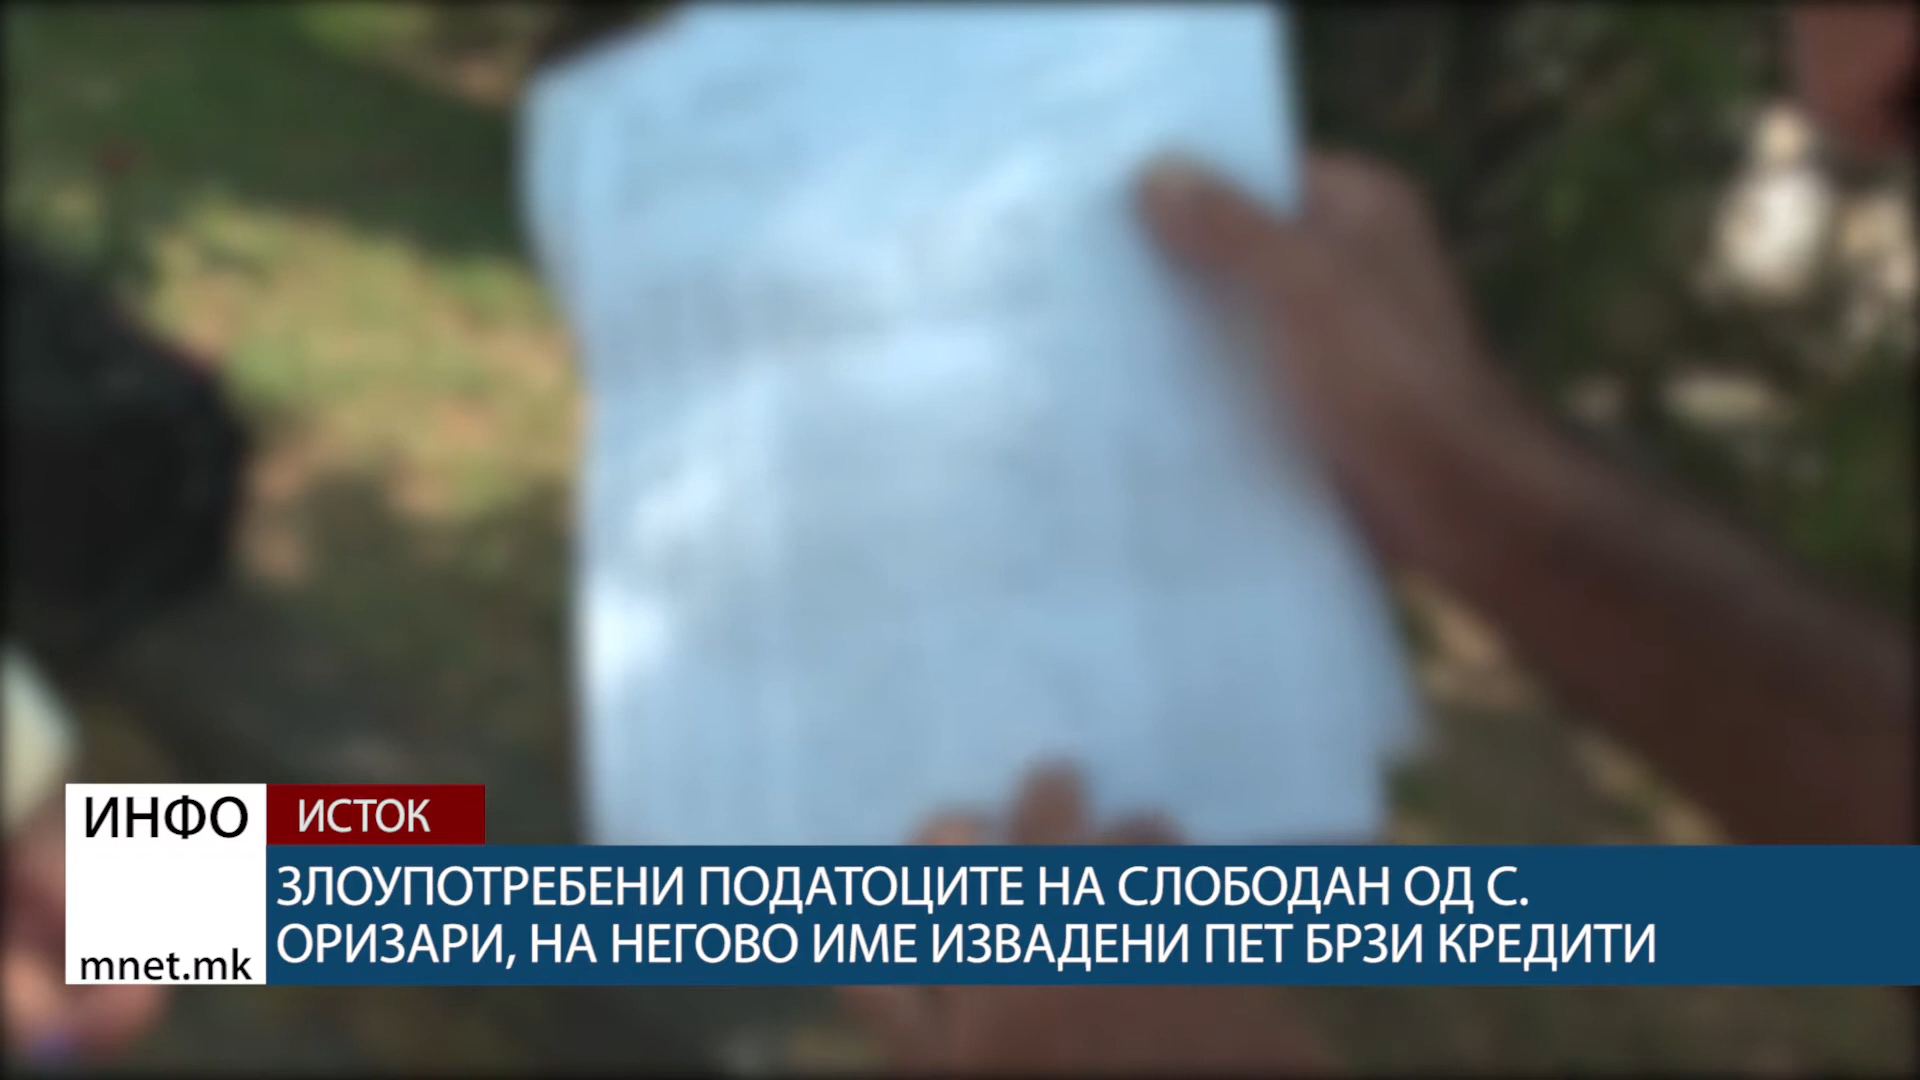 ИНФО
ИСТОК
ЗЛОУПОТРЕБЕНИ ПОДАТОЦИТЕ НА СЛОБОДАН ОД С.
ОРИЗАРИ, НА НЕГОВО ИМЕ ИЗВАДЕНИ ПЕТ БРЗИ КРЕДИТИ
mnet.mk